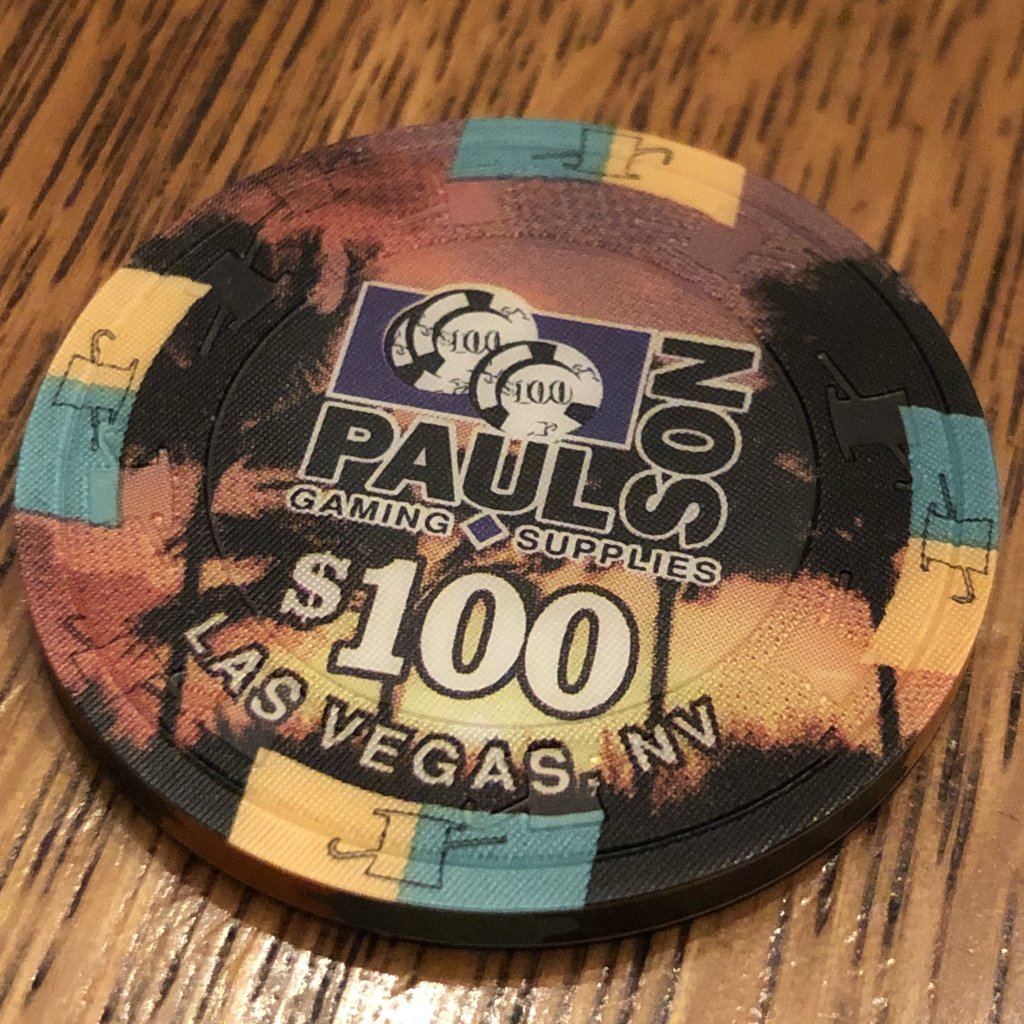 100
100
PAULSON
GAMING SUPPLIES
$100
LAS VEGAS, NV